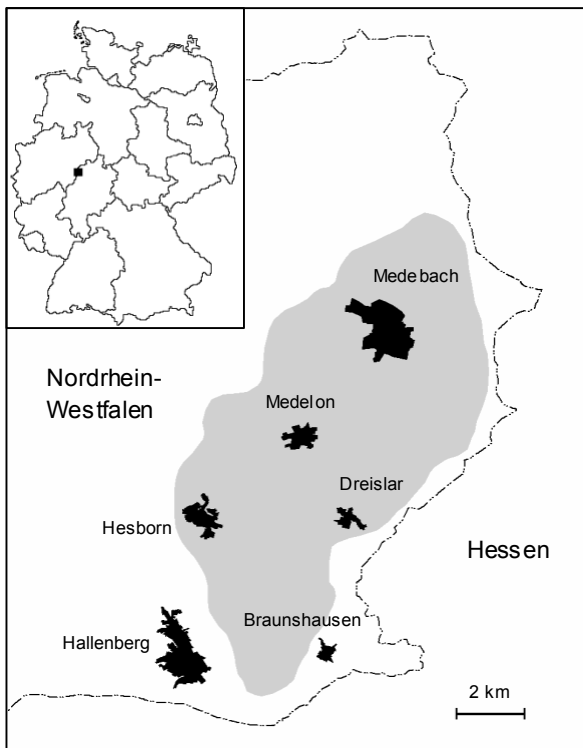 Medebach
Nordrhein-
Westfalen
Medelon
Dreislar
Hesborn
Hessen
Braunshausen
Hallenberg
2 km